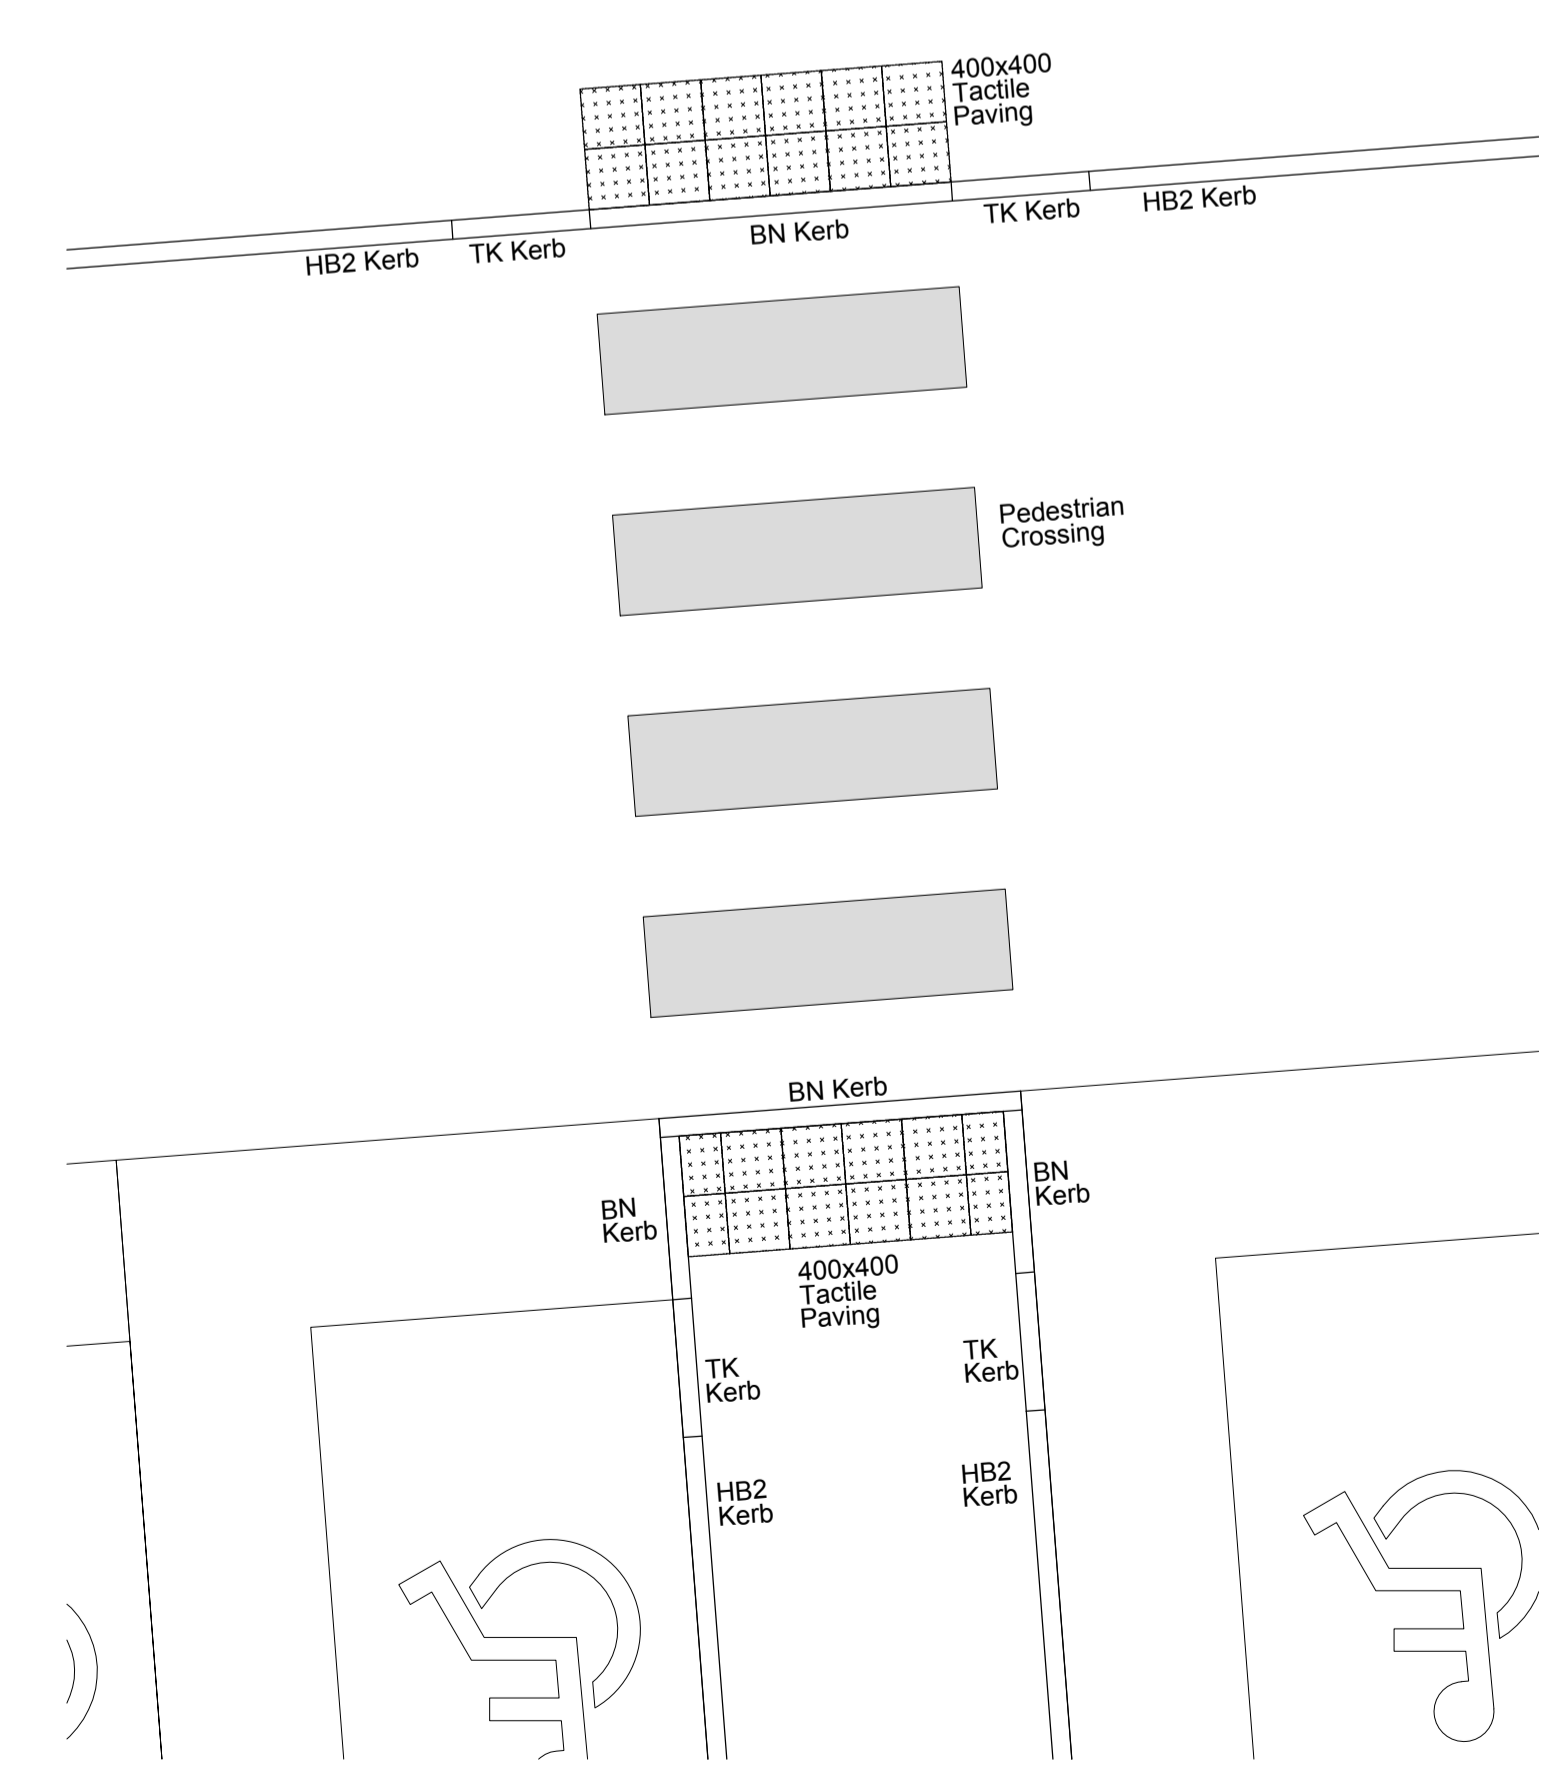 400x400
Tactile
Paving
HB2 Kerb
TK Kerb
BN Kerb
TK Kerb
HB2 Kerb
Pedestrian
Crossing
BN Kerb
BN
Kerb
BN
Kerb
400x400
Tactile
Paving
TK
Kerb
TK
Kerb
HB2
Kerb
HB2
Kerb